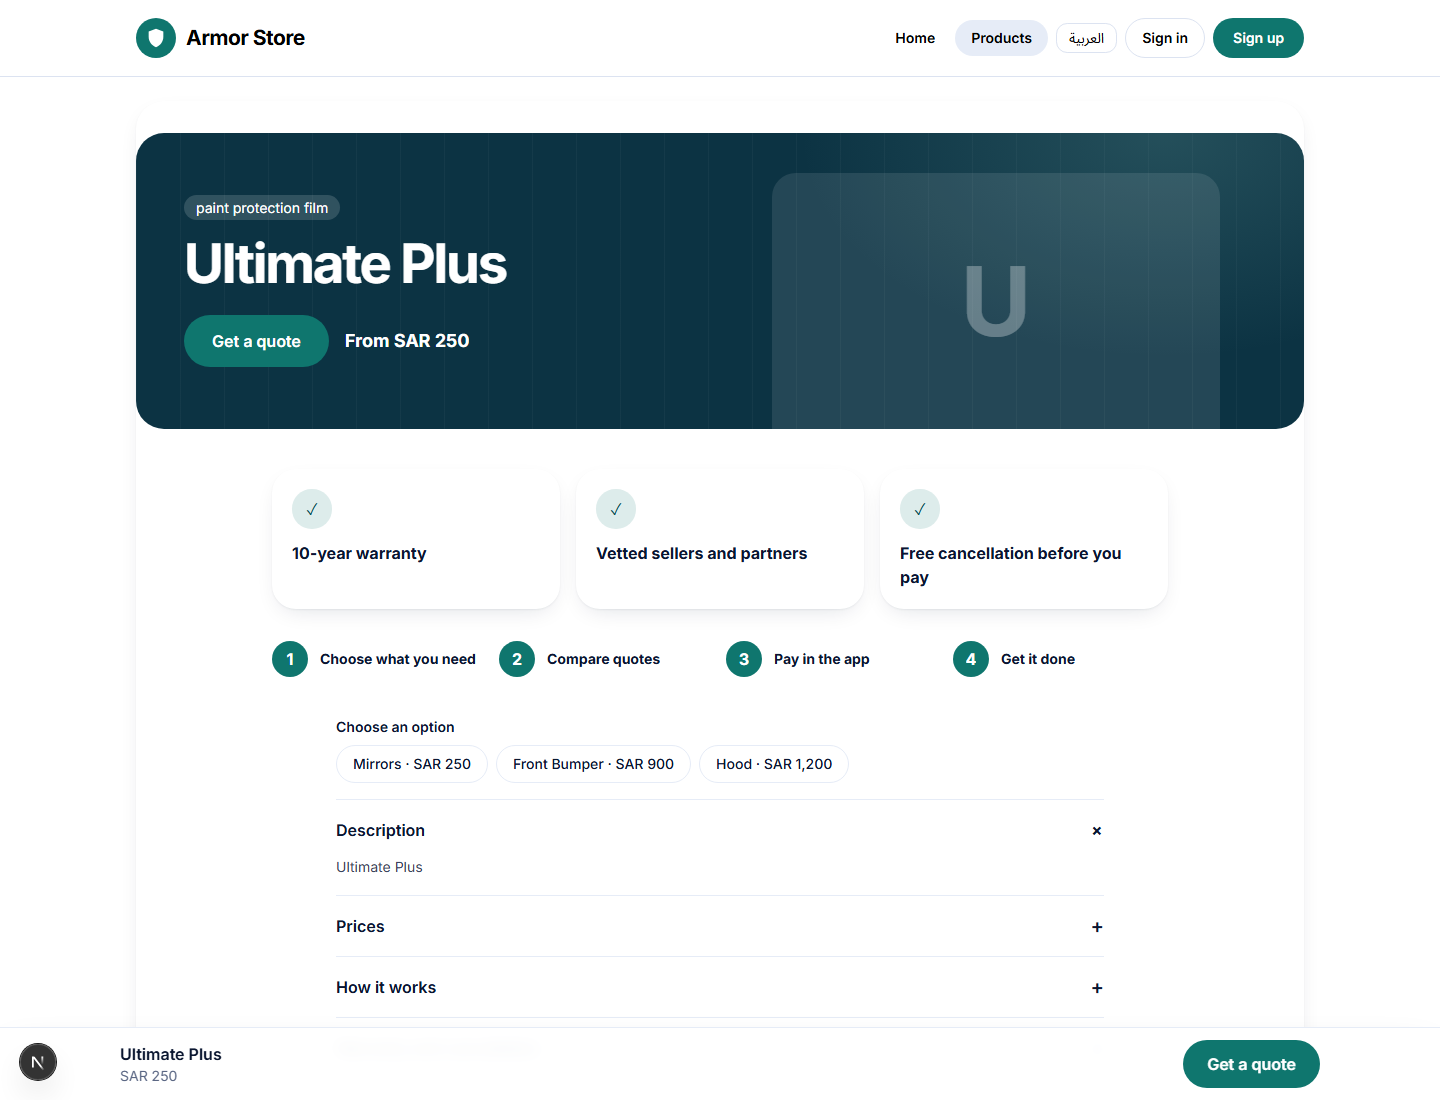 Armor Store
Home
Products
العربية
Sign in
Sign up
paint protection film
Ultimate Plus
Get a quote
From SAR 250
U
✓
10-year warranty
✓
Vetted sellers and partners
✓
Free cancellation before you
pay
1
Choose what you need
2
Compare quotes
3
Pay in the app
4
Get it done
Choose an option
Mirrors · SAR 250
Front Bumper · SAR 900
Hood · SAR 1,200
Description
×
Ultimate Plus
Prices
+
How it works
+
N
Ultimate Plus
SAR 250
Get a quote